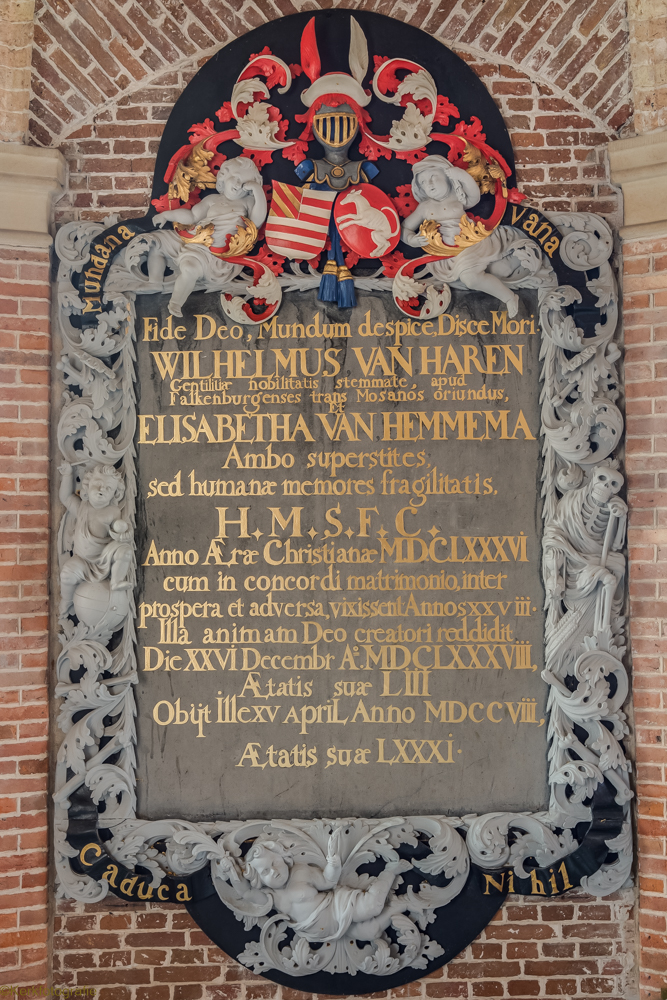 Mundana
vana
Fide Deo, Mundum despice, Disce Mori.
WILHELMUS VAN HAREN
Gentilitiæ nobilitatis stemmate, apud
Falkenburgenses trans Mosanos oriundus,
Et
ELISABETHA VAN HEMMEMA
Ambo superstites,
sed humanæ memores fragilitatis.
H.M.S.F.C.
Anno Æræ Christianæ MDCLXXXVI
cum in concordi matrimonio, inter
prospera et adversa, vixissent Annos xxviii.
Illa animam Deo creatori reddidit
Die XXVI Decembr A.º MDCLXXXVIII,
Ætatis suæ LIII
Obijt Ille xv April Anno MDCCVIII,
Ætatis suæ LXXXI.
Caduca
Nihil